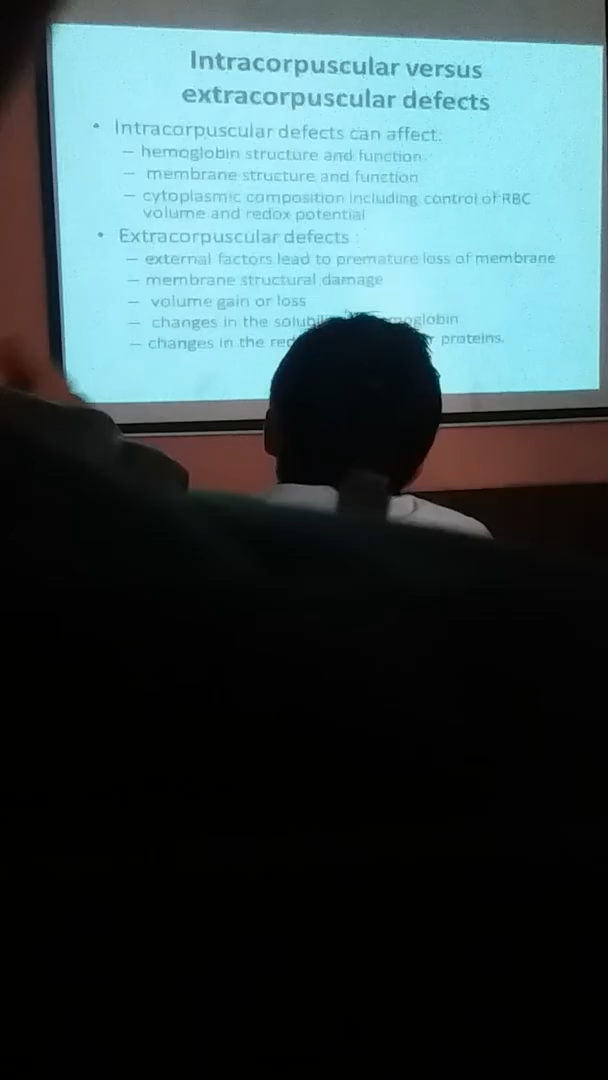 Intracorpuscular versus
extracorpuscular defects
• Intracorpuscular defects can affect:
– hemoglobin structure and function
– membrane structure and function
– cytoplasmic composition including control of RBC
volume and redox potential
• Extracorpuscular defects :
– external factors lead to premature loss of membrane
– membrane structural damage
– volume gain or loss
– changes in the
– changes in the proteins.